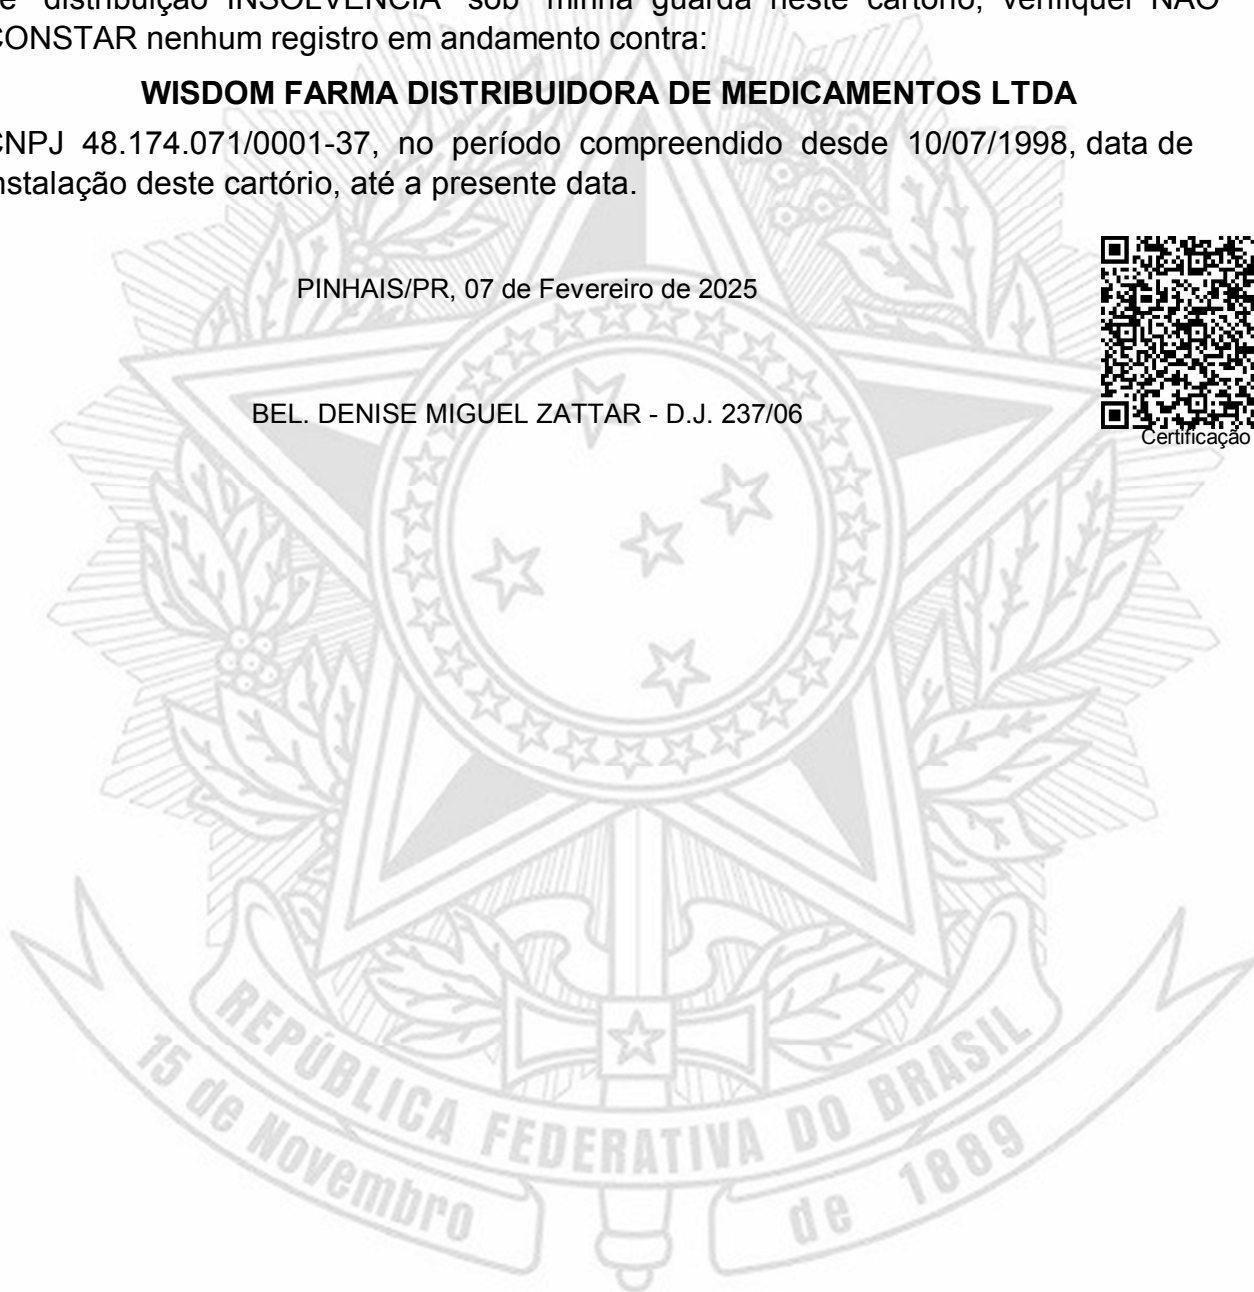 distribuição INSOLVÊNCIA sob minha guarda neste cartório, verifiquei NÃO
CONSTAR nenhum registro em andamento contra:
WISDOM FARMA DISTRIBUIDORA DE MEDICAMENTOS LTDA
CNPJ 48.174.071/0001-37, no período compreendido desde 10/07/1998, data de
nstalação deste cartório, até a presente data.
PINHAIS/PR, 07 de Fevereiro de 2025
BEL. DENISE MIGUEL ZATTAR - D.J. 237/06
Certificação
REPÚBLICA FEDERATIVA DO BRASIL
15 de Novembro de 1889